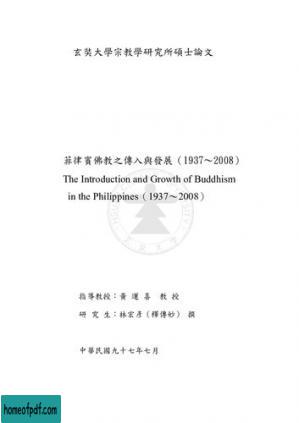 玄奘大學宗教學研究所碩士論文
菲律賓佛教之傳入與發展（1937～2008）
The Introduction and Growth of Buddhism
in the Philippines（1937～2008）
指導教授：黃運喜 教授
研究生：林宏彥（釋傳妙） 撰
中華民國九十七年七月
homeofpdf.com